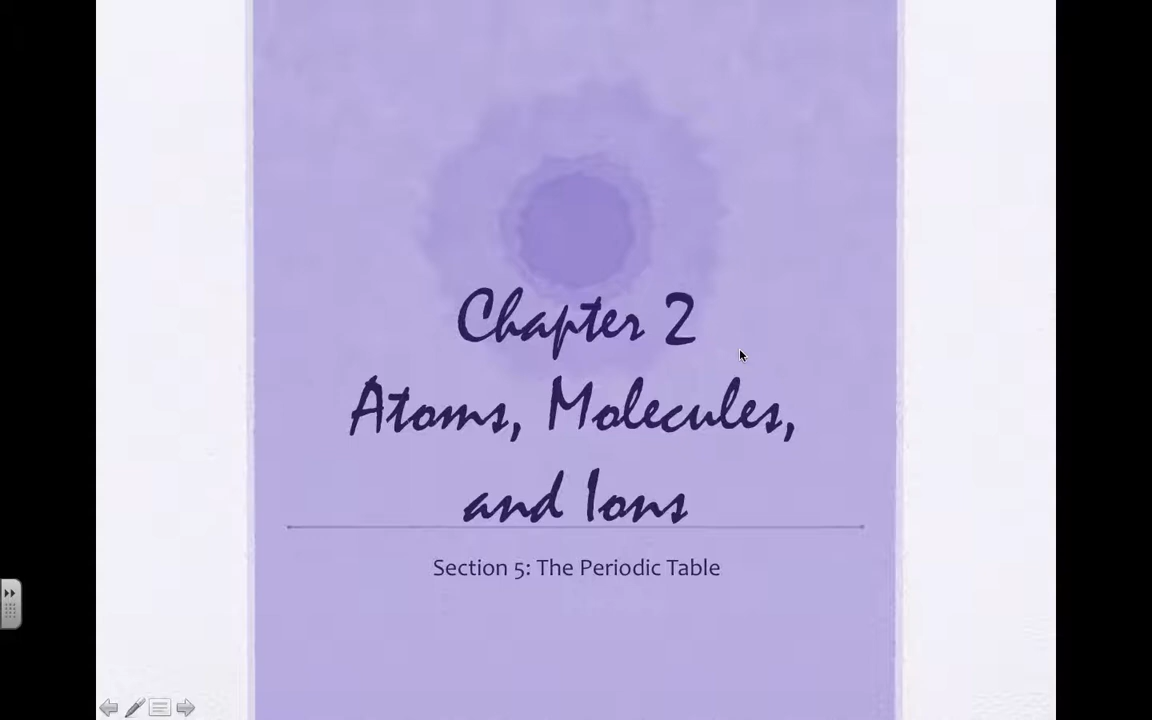 Chapter 2
Atoms, Molecules,
and Ions
Section 5: The Periodic Table